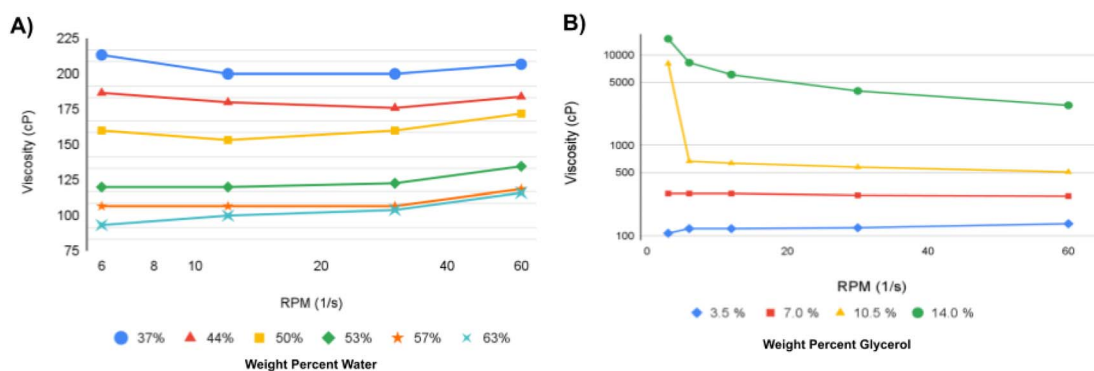 A)
225
200
175
150
125
100
75
Viscosity (cP)
6 8 10 20 40 60
RPM (1/s)
37% 44% 50% 53% 57% 63%
Weight Percent Water
B)
10000
5000
1000
500
100
Viscosity (cP)
0 20 40 60
RPM (1/s)
3.5 % 7.0 % 10.5 % 14.0 %
Weight Percent Glycerol